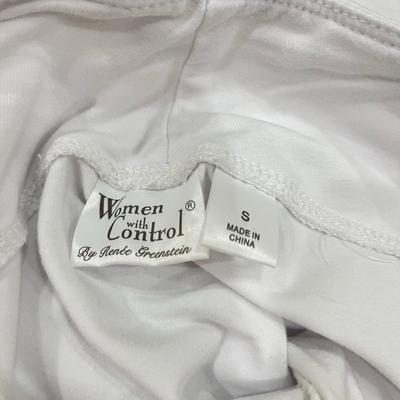 Women ®
with
Control
By Renée Greenstein
S
MADE IN
CHINA